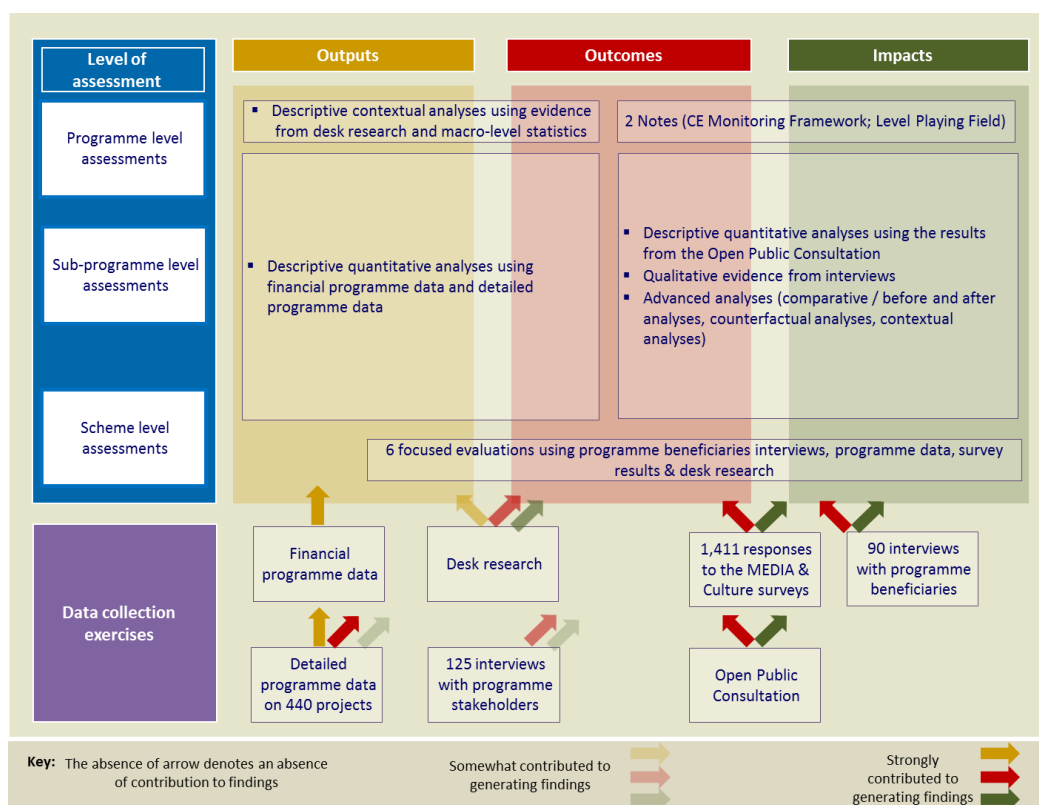 Level of
assessment
Outputs
Outcomes
Impacts
Programme level
assessments
▪ Descriptive contextual analyses using evidence
from desk research and macro-level statistics
2 Notes (CE Monitoring Framework; Level Playing Field)
Sub-programme level
assessments
▪ Descriptive quantitative analyses using
financial programme data and detailed
programme data
▪ Descriptive quantitative analyses using the results
from the Open Public Consultation
▪ Qualitative evidence from interviews
▪ Advanced analyses (comparative / before and after
analyses, counterfactual analyses, contextual
analyses)
Scheme level
assessments
6 focused evaluations using programme beneficiaries interviews, programme data, survey
results & desk research
Data collection
exercises
Financial
programme data
Desk research
1,411 responses
to the MEDIA &
Culture surveys
90 interviews
with programme
beneficiaries
Detailed
programme data
on 440 projects
125 interviews
with programme
stakeholders
Open Public
Consultation
Key: The absence of arrow denotes an absence
of contribution to findings
Somewhat contributed to
generating findings
Strongly
contributed to
generating findings